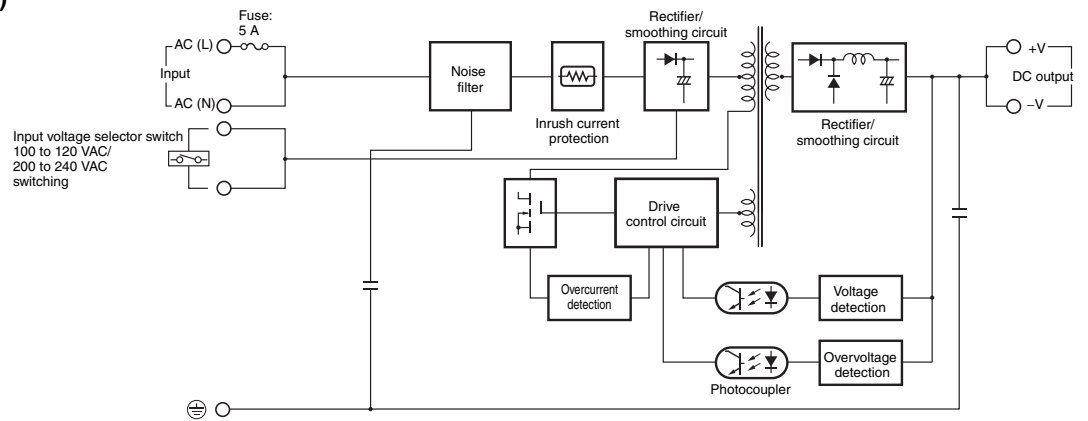 )
Fuse:
5 A
AC (L)
Input
AC (N)
Input voltage selector switch
100 to 120 VAC/
200 to 240 VAC
switching
Noise
filter
Inrush current
protection
Rectifier/
smoothing circuit
Rectifier/
smoothing circuit
+V
DC output
–V
Drive
control circuit
Overcurrent
detection
Voltage
detection
Overvoltage
detection
Photocoupler